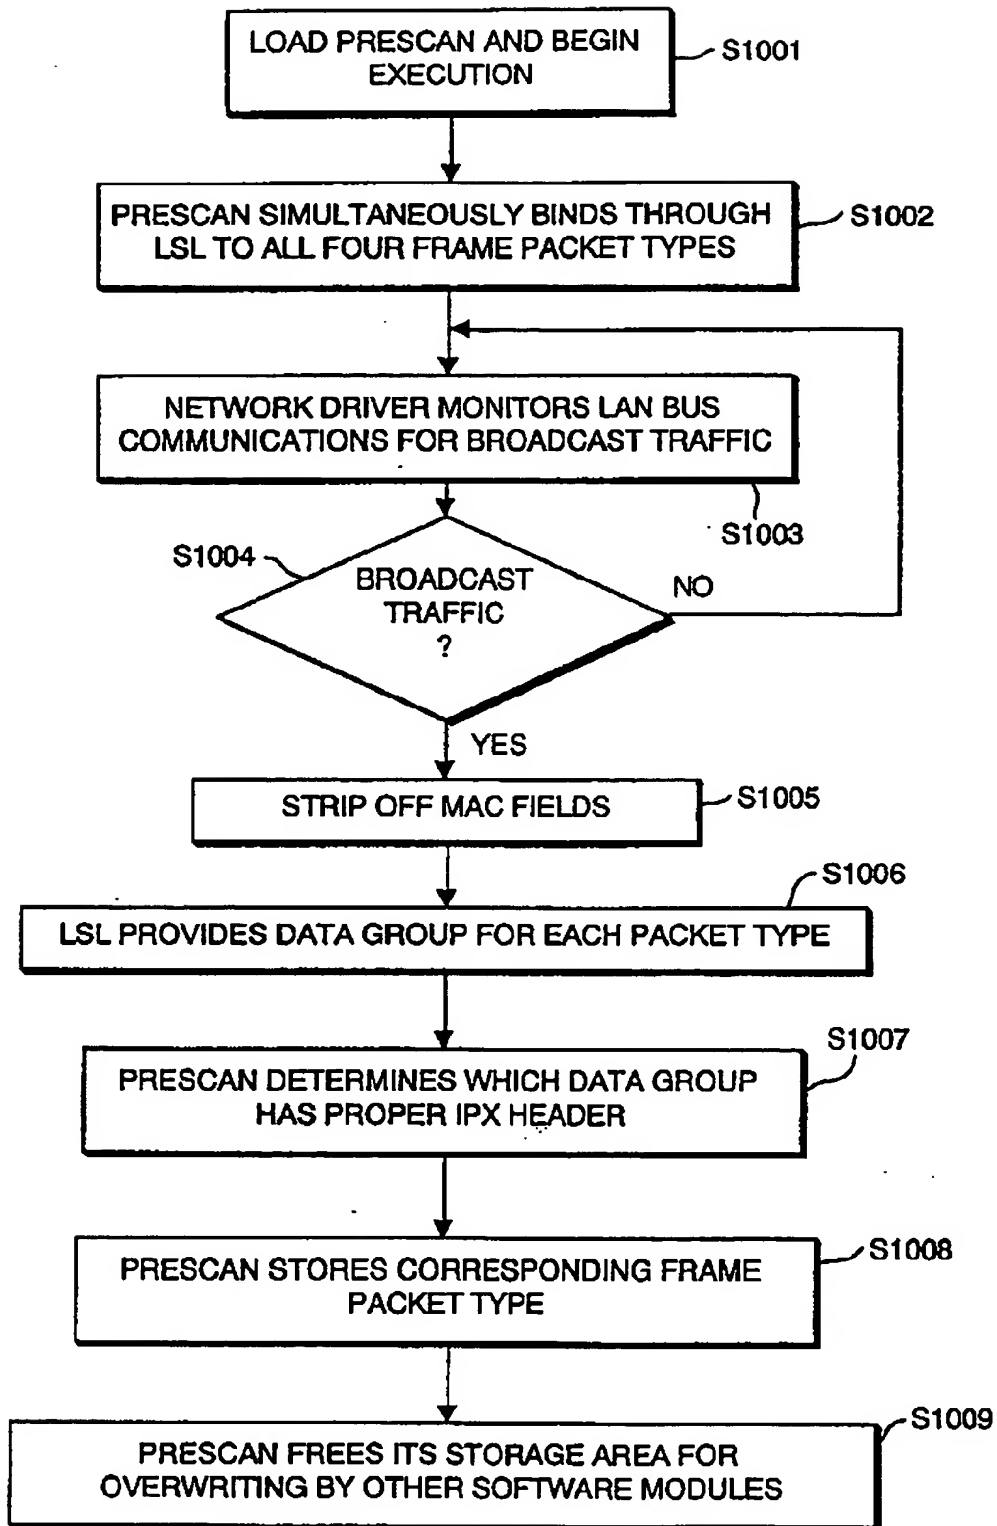 LOAD PRESCAN AND BEGIN
EXECUTION
S1001
PRESCAN SIMULTANEOUSLY BINDS THROUGH
LSL TO ALL FOUR FRAME PACKET TYPES
S1002
NETWORK DRIVER MONITORS LAN BUS
COMMUNICATIONS FOR BROADCAST TRAFFIC
S1003
S1004
BROADCAST
TRAFFIC
?
NO
YES
STRIP OFF MAC FIELDS
S1005
S1006
LSL PROVIDES DATA GROUP FOR EACH PACKET TYPE
S1007
PRESCAN DETERMINES WHICH DATA GROUP
HAS PROPER IPX HEADER
S1008
PRESCAN STORES CORRESPONDING FRAME
PACKET TYPE
S1009
PRESCAN FREES ITS STORAGE AREA FOR
OVERWRITING BY OTHER SOFTWARE MODULES